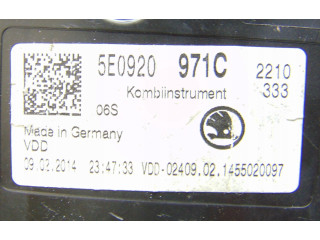 5E0920 971C 2210
Kombiinstrument 333
06S
Made in Germany
VDD
09.03.2014 23:47:33 VDD-02409.02.1455020097